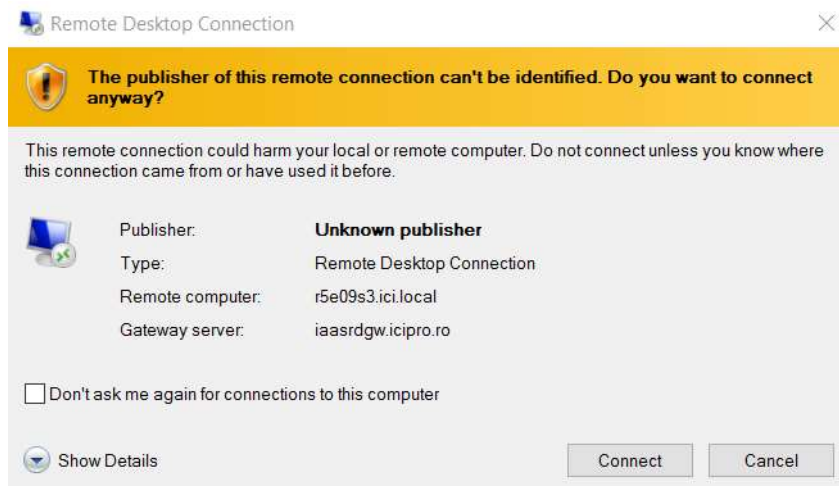 Remote Desktop Connection
The publisher of this remote connection can't be identified. Do you want to connect
anyway?
This remote connection could harm your local or remote computer. Do not connect unless you know where
this connection came from or have used it before.
Publisher: Unknown publisher
Type: Remote Desktop Connection
Remote computer: r5e09s3.ici.local
Gateway server: iaasrdgw.icipro.ro
Don't ask me again for connections to this computer
Show Details Connect Cancel